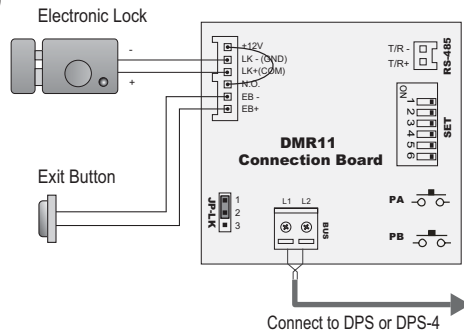 Electronic Lock
-
+
+12V
LK - (GND)
LK+(COM)
N.O.
EB -
EB+
T/R -
T/R+
RS-485
ON
1
2
3
4
5
6
SET
DMR11
Connection Board
Exit Button
JP-LK
1
2
3
L1 L2
BUS
PA
PB
Connect to DPS or DPS-4